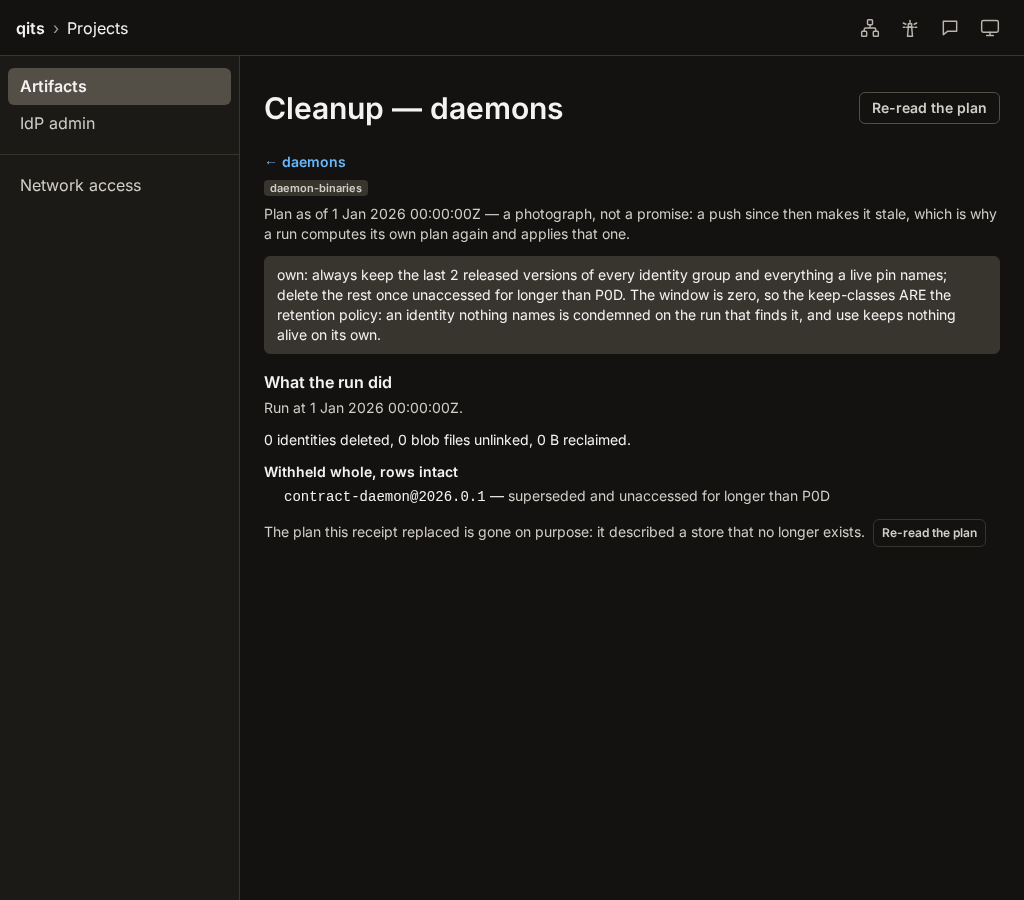 qits › Projects
Artifacts
IdP admin
Network access
Cleanup — daemons
Re-read the plan
← daemons
daemon-binaries
Plan as of 1 Jan 2026 00:00:00Z — a photograph, not a promise: a push since then makes it stale, which is why
a run computes its own plan again and applies that one.
own: always keep the last 2 released versions of every identity group and everything a live pin names;
delete the rest once unaccessed for longer than P0D. The window is zero, so the keep-classes ARE the
retention policy: an identity nothing names is condemned on the run that finds it, and use keeps nothing
alive on its own.
What the run did
Run at 1 Jan 2026 00:00:00Z.
0 identities deleted, 0 blob files unlinked, 0 B reclaimed.
Withheld whole, rows intact
contract-daemon@2026.0.1 — superseded and unaccessed for longer than P0D
The plan this receipt replaced is gone on purpose: it described a store that no longer exists. Re-read the plan